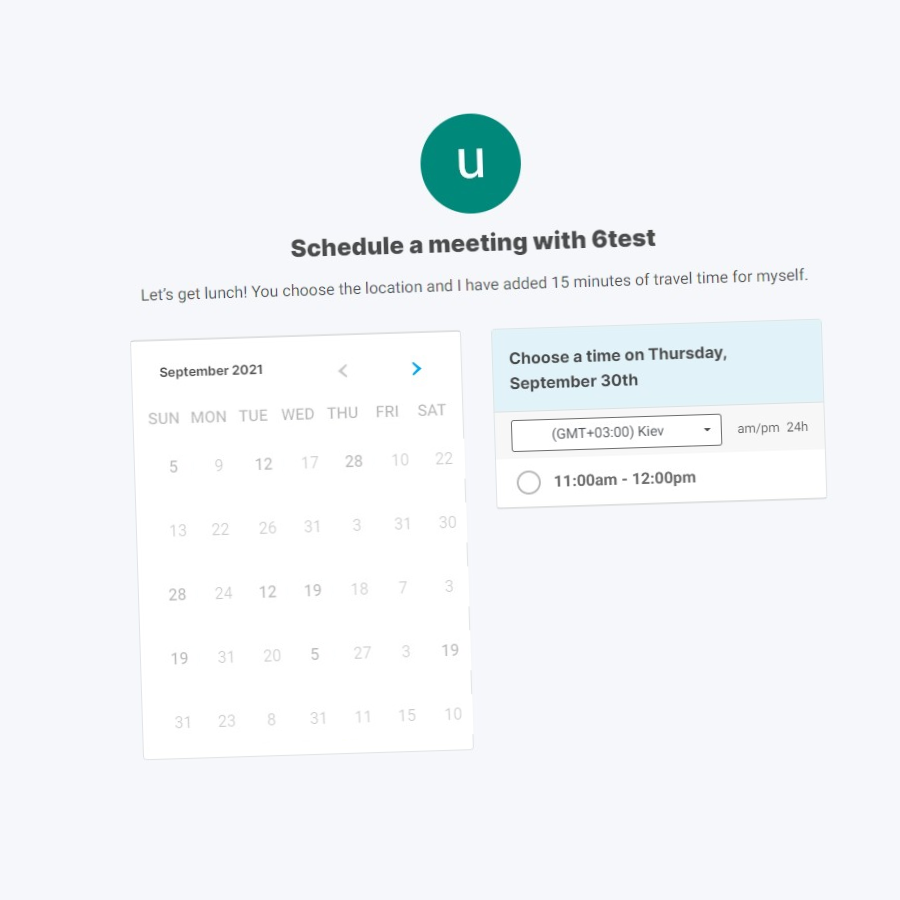 u
Schedule a meeting with 6test
Let's get lunch! You choose the location and I have added 15 minutes of travel time for myself.
September 2021
SUN MON TUE WED THU FRI SAT
5 9 12 17 28 10 22
13 22 26 31 3 31 30
28 24 12 19 18 7 3
19 31 20 5 27 3 19
31 23 8 31 11 15 10
Choose a time on Thursday,
September 30th
(GMT+03:00) Kiev am/pm 24h
11:00am - 12:00pm